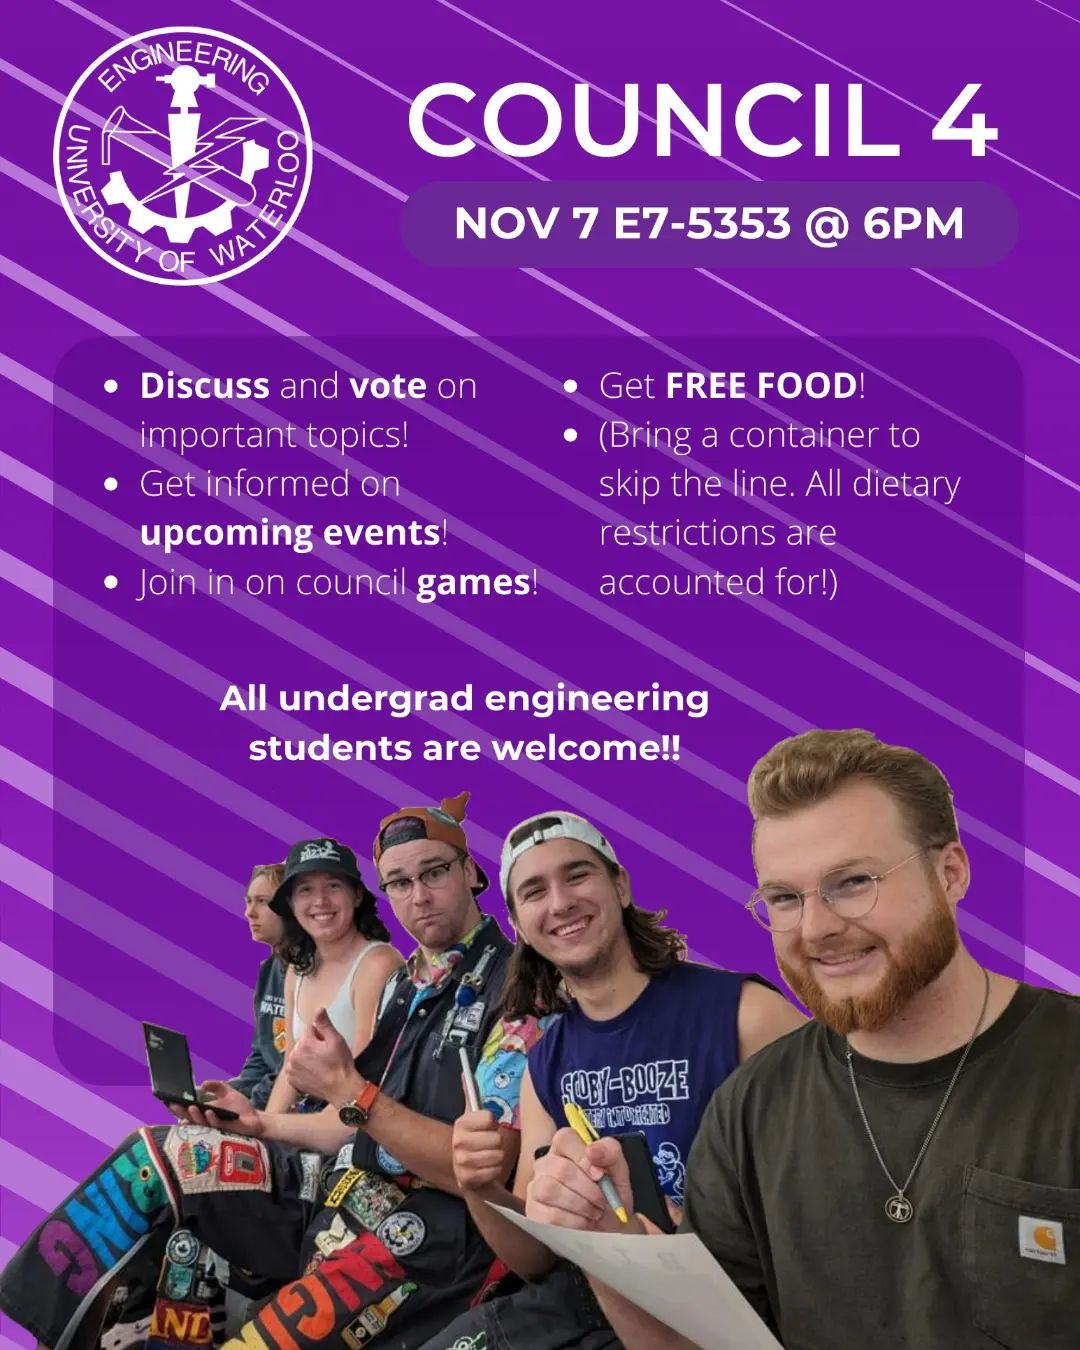 ENGINEERING
UNIVERSITY OF WATERLOO
COUNCIL 4
NOV 7 E7-5353 @ 6PM
• Discuss and vote on
important topics!
• Get informed on
upcoming events!
• Join in on council games!
• Get FREE FOOD!
• (Bring a container to
skip the line. All dietary
restrictions are
accounted for!)
All undergrad engineering
students are welcome!!
BY-BOOZE
INTOXICATED
carhartt